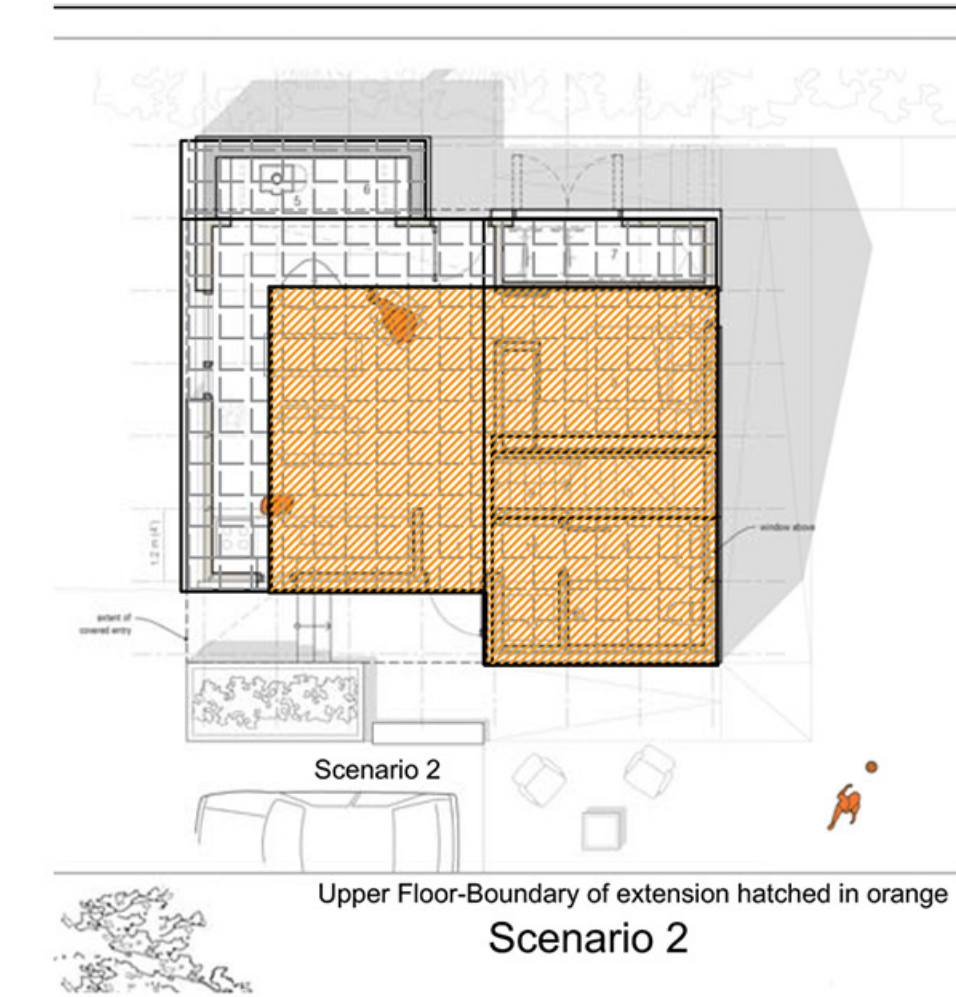 5
6
7
1.2 m (4')
window above
extent of
covered entry
Scenario 2
Upper Floor-Boundary of extension hatched in orange
Scenario 2